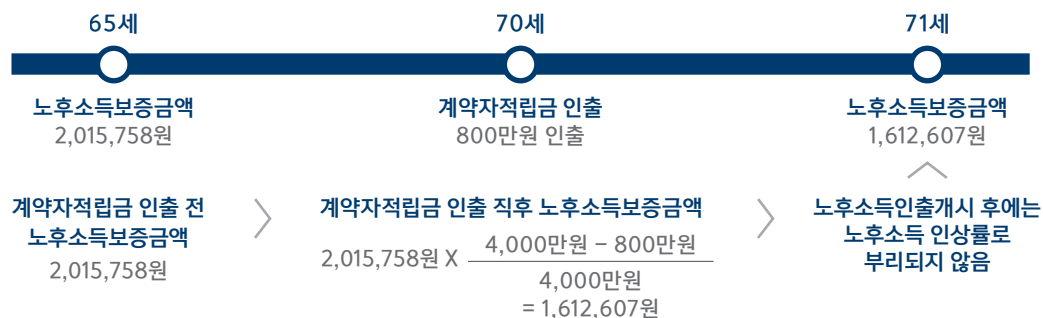 65세
70세
71세
노후소득보증금액
2,015,758원
계약자적립금 인출
800만원 인출
노후소득보증금액
1,612,607원
계약자적립금 인출 전
노후소득보증금액
2,015,758원
계약자적립금 인출 직후 노후소득보증금액
2,015,758원 X
4,000만원 – 800만원
4,000만원
= 1,612,607원
노후소득인출개시 후에는
노후소득 인상률로
부리되지 않음